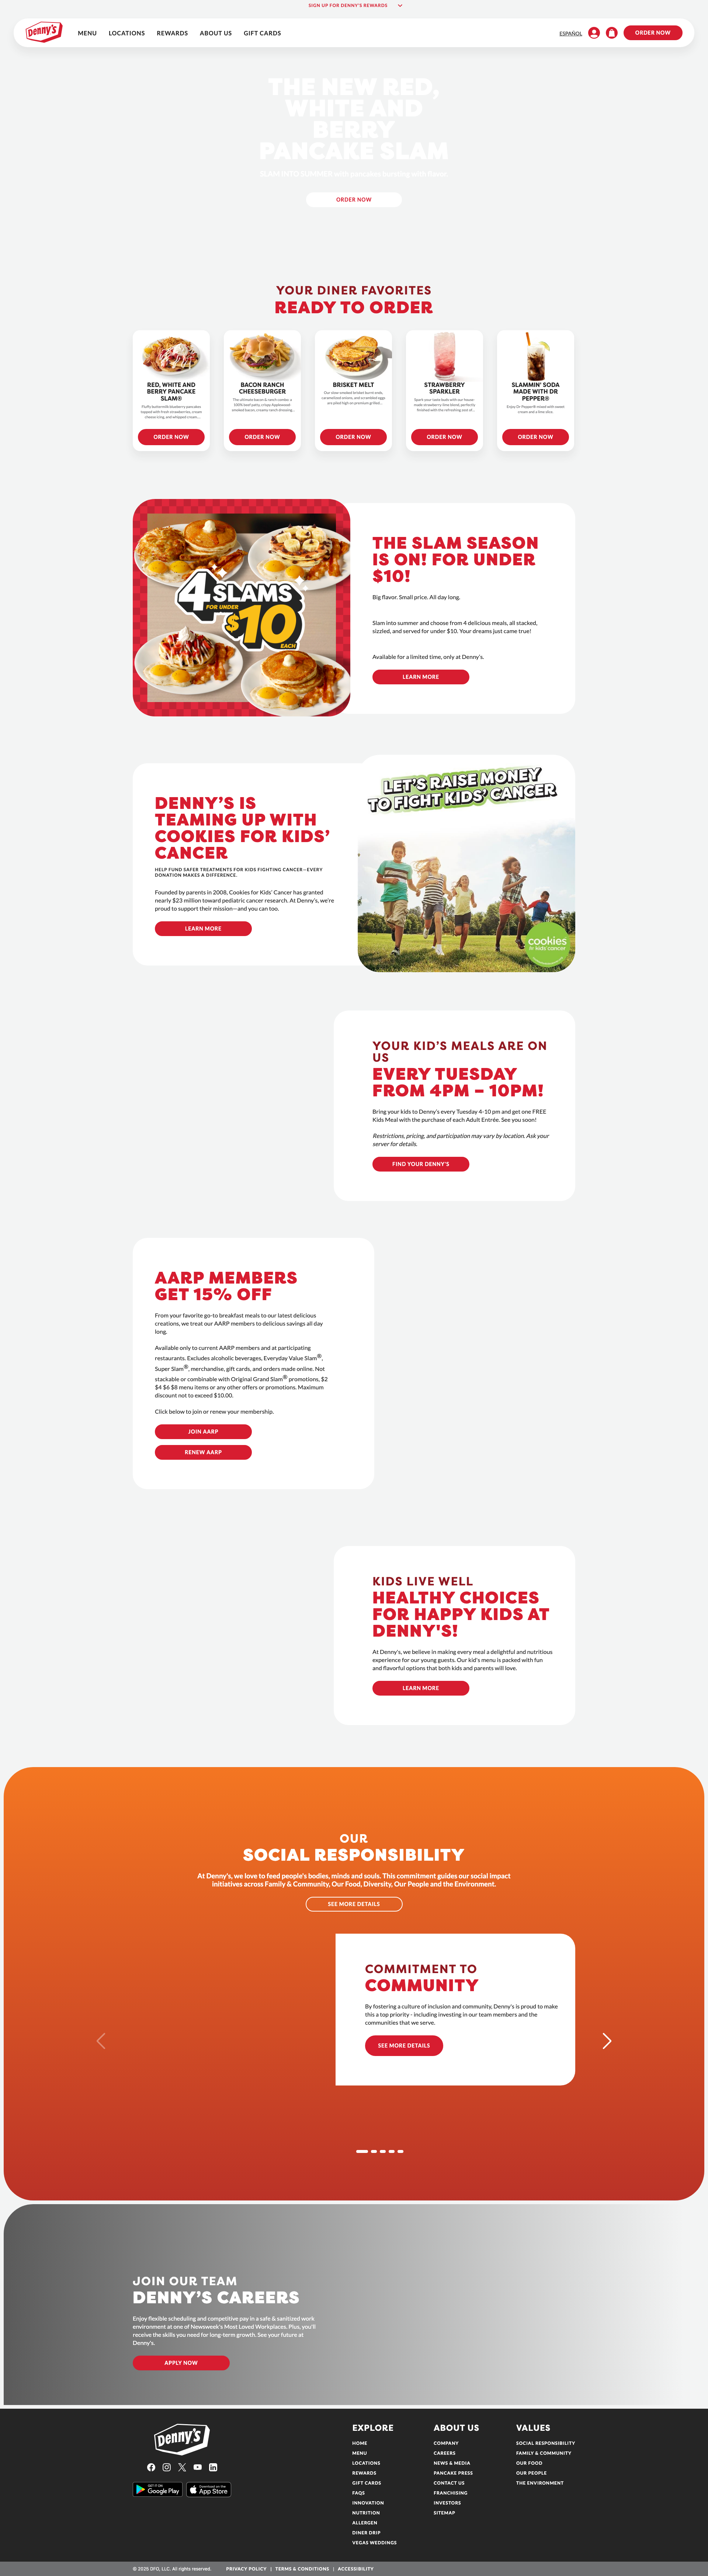 SIGN UP FOR DENNY'S REWARDS
Denny's
MENU
LOCATIONS
REWARDS
ABOUT US
GIFT CARDS
ESPAÑOL
ORDER NOW
THE NEW RED,
WHITE AND
BERRY
PANCAKE SLAM
ORDER NOW
YOUR DINER FAVORITES
READY TO ORDER
RED, WHITE AND
BERRY PANCAKE
SLAM®
Fluffy buttermilk blueberry pancakes
topped with fresh strawberries, cream
cheese icing, and whipped cream...
ORDER NOW
BACON RANCH
CHEESEBURGER
The ultimate bacon & ranch combo: a
100% beef patty, crispy Applewood
smoked bacon, creamy ranch dressing...
ORDER NOW
BRISKET MELT
Our slow-smoked brisket burnt ends,
caramelized onions, and scrambled eggs
are piled high on premium grilled...
ORDER NOW
STRAWBERRY
SPARKLER
Spark your taste buds with our house-
made strawberry lime blend, perfectly
finished with the refreshing zest of...
ORDER NOW
SLAMMIN' SODA
MADE WITH DR
PEPPER®
Enjoy Dr Pepper® mixed with sweet
cream and a lime slice.
ORDER NOW
4 SLAMS
FOR UNDER
$10
EACH
THE SLAM SEASON
IS ON! FOR UNDER
$10!
Big flavor. Small price. All day long.
Slam into summer and choose from 4 delicious meals, all stacked,
sizzled, and served for under $10. Your dreams just came true!
Available for a limited time, only at Denny's.
LEARN MORE
DENNY'S IS
TEAMING UP WITH
COOKIES FOR KIDS'
CANCER
HELP FUND SAFER TREATMENTS FOR KIDS FIGHTING CANCER—EVERY
DONATION MAKES A DIFFERENCE.
Founded by parents in 2008, Cookies for Kids' Cancer has granted
nearly $23 million toward pediatric cancer research. At Denny's, we're
proud to support their mission—and you can too.
LEARN MORE
LET'S RAISE MONEY
TO FIGHT KIDS' CANCER
cookies
for kids' cancer
YOUR KID'S MEALS ARE ON
US
EVERY TUESDAY
FROM 4PM – 10PM!
Bring your kids to Denny's every Tuesday 4-10 pm and get one FREE
Kids Meal with the purchase of each Adult Entrée. See you soon!
Restrictions, pricing, and participation may vary by location. Ask your
server for details.
FIND YOUR DENNY'S
AARP MEMBERS
GET 15% OFF
From your favorite go-to breakfast meals to our latest delicious
creations, we treat our AARP members to delicious savings all day
long.
Available only to current AARP members and at participating
restaurants. Excludes alcoholic beverages, Everyday Value Slam®,
Super Slam®, merchandise, gift cards, and orders made online. Not
stackable or combinable with Original Grand Slam® promotions, $2
$4 $6 $8 menu items or any other offers or promotions. Maximum
discount not to exceed $10.00.
Click below to join or renew your membership.
JOIN AARP
RENEW AARP
KIDS LIVE WELL
HEALTHY CHOICES
FOR HAPPY KIDS AT
DENNY'S!
At Denny's, we believe in making every meal a delightful and nutritious
experience for our young guests. Our kid's menu is packed with fun
and flavorful options that both kids and parents will love.
LEARN MORE
OUR
SOCIAL RESPONSIBILITY
At Denny's, we love to feed people's bodies, minds and souls. This commitment guides our social impact
initiatives across Family & Community, Our Food, Diversity, Our People and the Environment.
SEE MORE DETAILS
COMMITMENT TO
COMMUNITY
By fostering a culture of inclusion and community, Denny's is proud to make
this a top priority - including investing in our team members and the
communities that we serve.
SEE MORE DETAILS
JOIN OUR TEAM
DENNY'S CAREERS
Enjoy flexible scheduling and competitive pay in a safe & sanitized work
environment at one of Newsweek's Most Loved Workplaces. Plus, you'll
receive the skills you need for long-term growth. See your future at
Denny's.
APPLY NOW
Denny's
GET IT ON
Google Play
Download on the
App Store
EXPLORE
HOME
MENU
LOCATIONS
REWARDS
GIFT CARDS
FAQS
INNOVATION
NUTRITION
ALLERGEN
DINER DRIP
VEGAS WEDDINGS
ABOUT US
COMPANY
CAREERS
NEWS & MEDIA
PANCAKE PRESS
CONTACT US
FRANCHISING
INVESTORS
SITEMAP
VALUES
SOCIAL RESPONSIBILITY
FAMILY & COMMUNITY
OUR FOOD
OUR PEOPLE
THE ENVIRONMENT
© 2025 DFO, LLC. All rights reserved.
PRIVACY POLICY | TERMS & CONDITIONS | ACCESSIBILITY